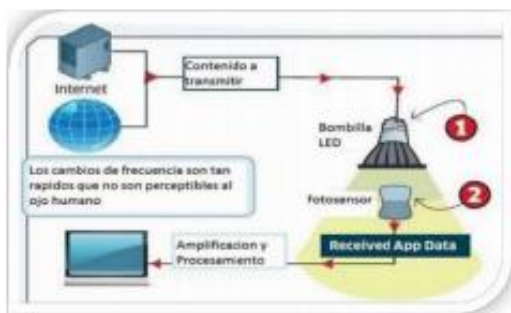 Contenido a
transmitir
Internet
Bombilla
LED
1
Los cambios de frecuencia son tan
rapidos que no son perceptibles al
ojo humano
Fotosensor
2
Amplificacion y
Procesamiento
Received App Data